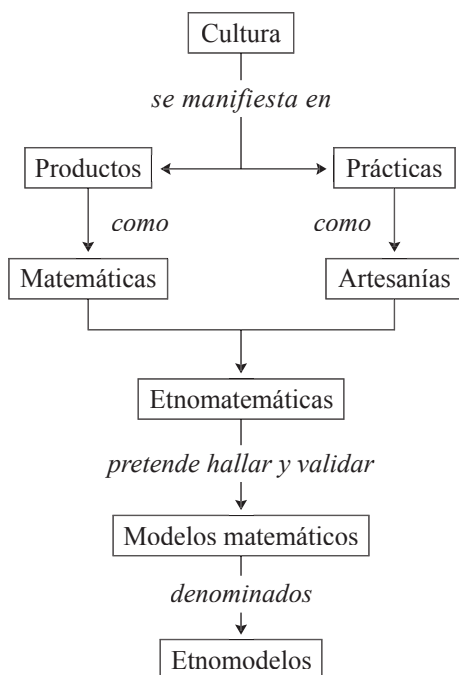 Cultura
se manifiesta en
Productos
Prácticas
como
como
Matemáticas
Artesanías
Etnomatemáticas
pretende hallar y validar
Modelos matemáticos
denominados
Etnomodelos